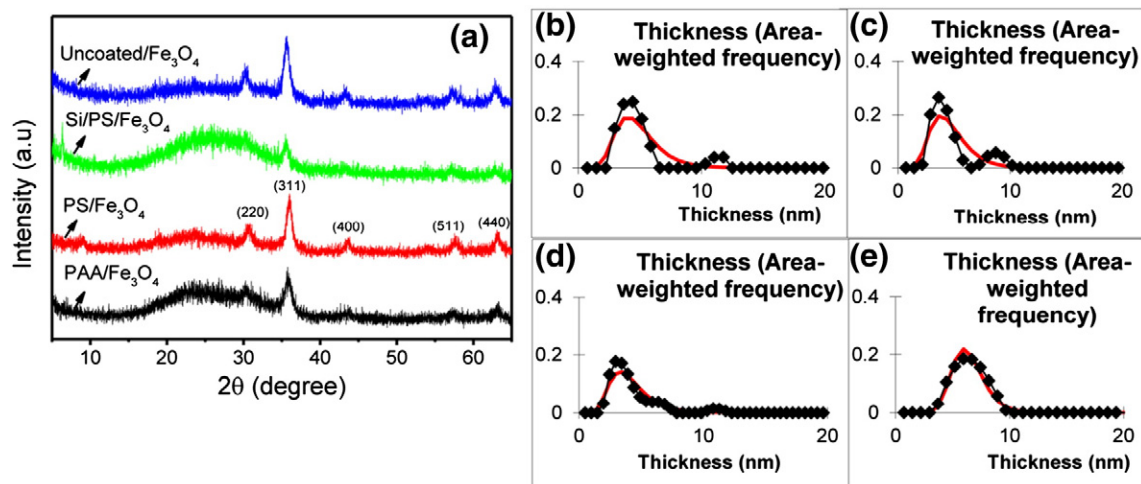 (a)
Uncoated/Fe₃O₄
Si/PS/Fe₃O₄
(311)
PS/Fe₃O₄
(220)
(400)
(511)
(440)
PAA/Fe₃O₄
Intensity (a.u)
10 20 30 40 50 60
2θ (degree)
(b)
Thickness (Area-
weighted frequency)
0.4
0.2
0
0 10 20
Thickness (nm)
(c)
Thickness (Area-
weighted frequency)
0.4
0.2
0
0 10 20
Thickness (nm)
(d)
Thickness (Area-
weighted frequency)
0.4
0.2
0
0 10 20
Thickness (nm)
(e)
Thickness (Area-
weighted
frequency)
0.4
0.2
0
0 10 20
Thickness (nm)